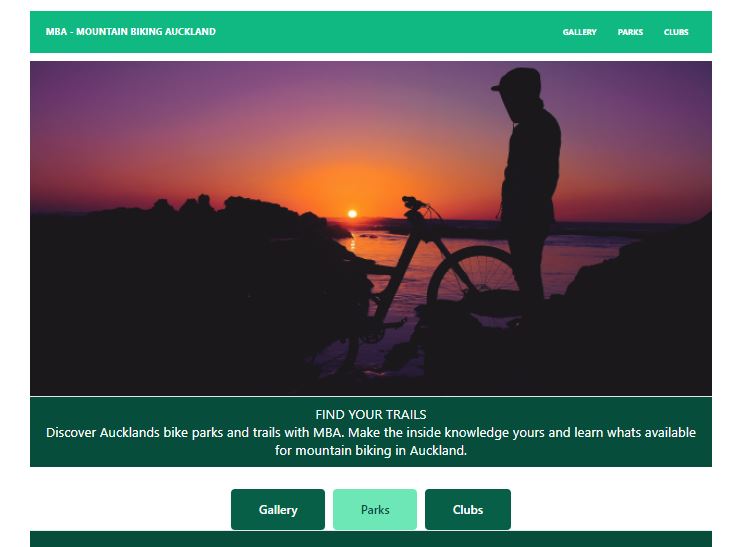 MBA - MOUNTAIN BIKING AUCKLAND
GALLERY PARKS CLUBS
FIND YOUR TRAILS
Discover Aucklands bike parks and trails with MBA. Make the inside knowledge yours and learn whats available
for mountain biking in Auckland.
Gallery Parks Clubs